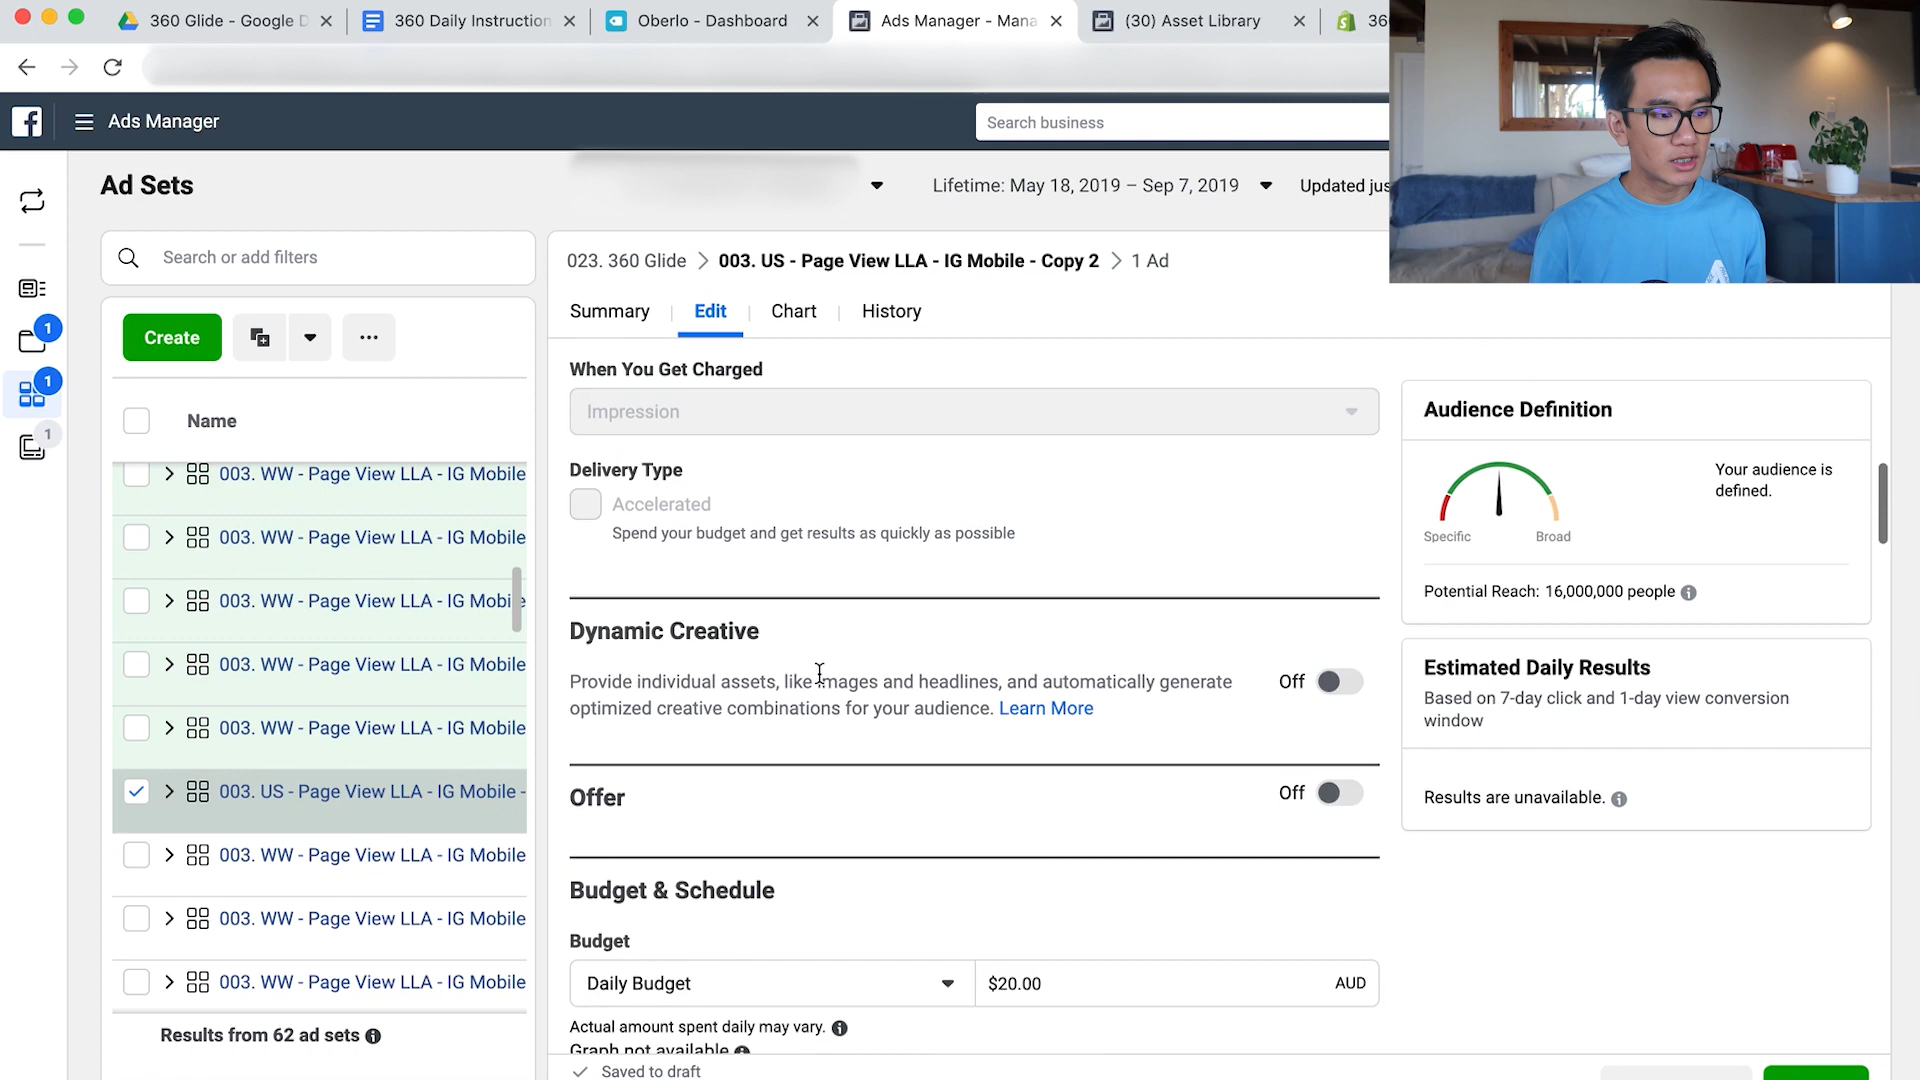 360 Glide - Google D
360 Daily Instruction
Oberlo - Dashboard
Ads Manager - Mana
(30) Asset Library
36
Ads Manager
Search business
Ad Sets
Lifetime: May 18, 2019 – Sep 7, 2019
Updated jus
Search or add filters
023. 360 Glide > 003. US - Page View LLA - IG Mobile - Copy 2 > 1 Ad
Summary
Edit
Chart
History
1
1
1
Create
Name
003. WW - Page View LLA - IG Mobile
003. WW - Page View LLA - IG Mobile
003. WW - Page View LLA - IG Mobile
003. WW - Page View LLA - IG Mobile
003. WW - Page View LLA - IG Mobile
003. US - Page View LLA - IG Mobile -
003. WW - Page View LLA - IG Mobile
003. WW - Page View LLA - IG Mobile
003. WW - Page View LLA - IG Mobile
Results from 62 ad sets
When You Get Charged
Impression
Delivery Type
Accelerated
Spend your budget and get results as quickly as possible
Dynamic Creative
Provide individual assets, like images and headlines, and automatically generate
optimized creative combinations for your audience. Learn More
Off
Offer
Off
Budget & Schedule
Budget
Daily Budget
$20.00
AUD
Actual amount spent daily may vary.
Graph not available
Saved to draft
Audience Definition
Your audience is
defined.
Specific
Broad
Potential Reach: 16,000,000 people
Estimated Daily Results
Based on 7-day click and 1-day view conversion
window
Results are unavailable.